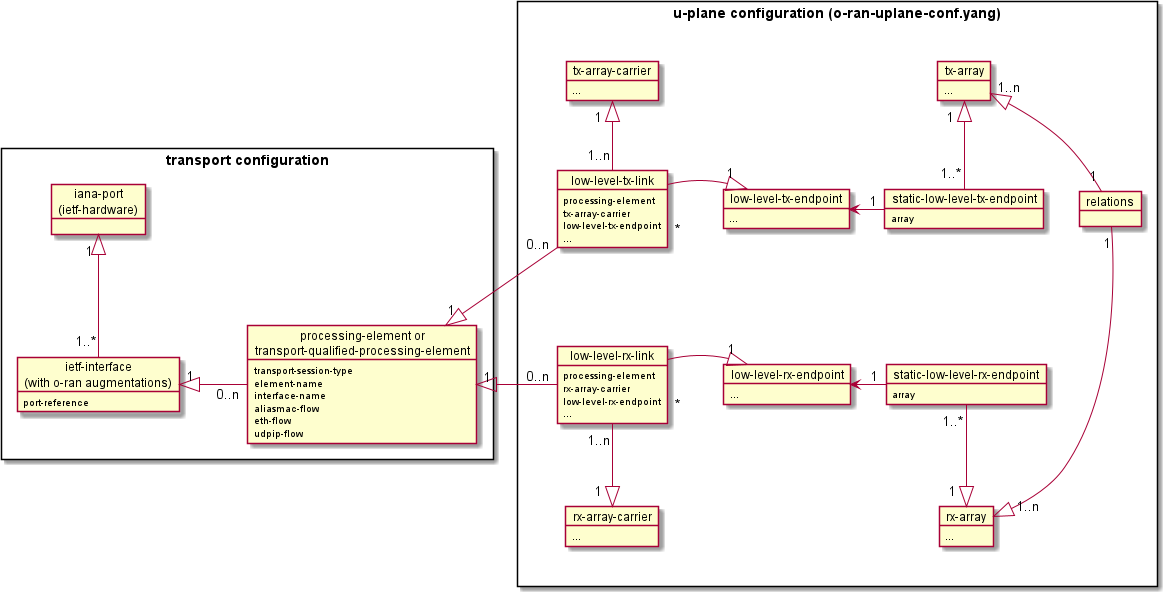 u-plane configuration (o-ran-uplane-conf.yang)
tx-array-carrier
...
1
1..n
low-level-tx-link
processing-element
tx-array-carrier
low-level-tx-endpoint
...
*
0..n
1
1
low-level-tx-endpoint
...
1
static-low-level-tx-endpoint
array
1..*
1
tx-array
...
1..n
1
relations
1
1..n
low-level-rx-link
processing-element
rx-array-carrier
low-level-rx-endpoint
...
*
0..n
1
1
low-level-rx-endpoint
...
1
static-low-level-rx-endpoint
array
1..*
1
rx-array
...
1..n
1
rx-array-carrier
...
transport configuration
iana-port
(ietf-hardware)
1
1..*
ietf-interface
(with o-ran augmentations)
port-reference
1
0..n
processing-element or
transport-qualified-processing-element
transport-session-type
element-name
interface-name
aliasmac-flow
eth-flow
udpip-flow